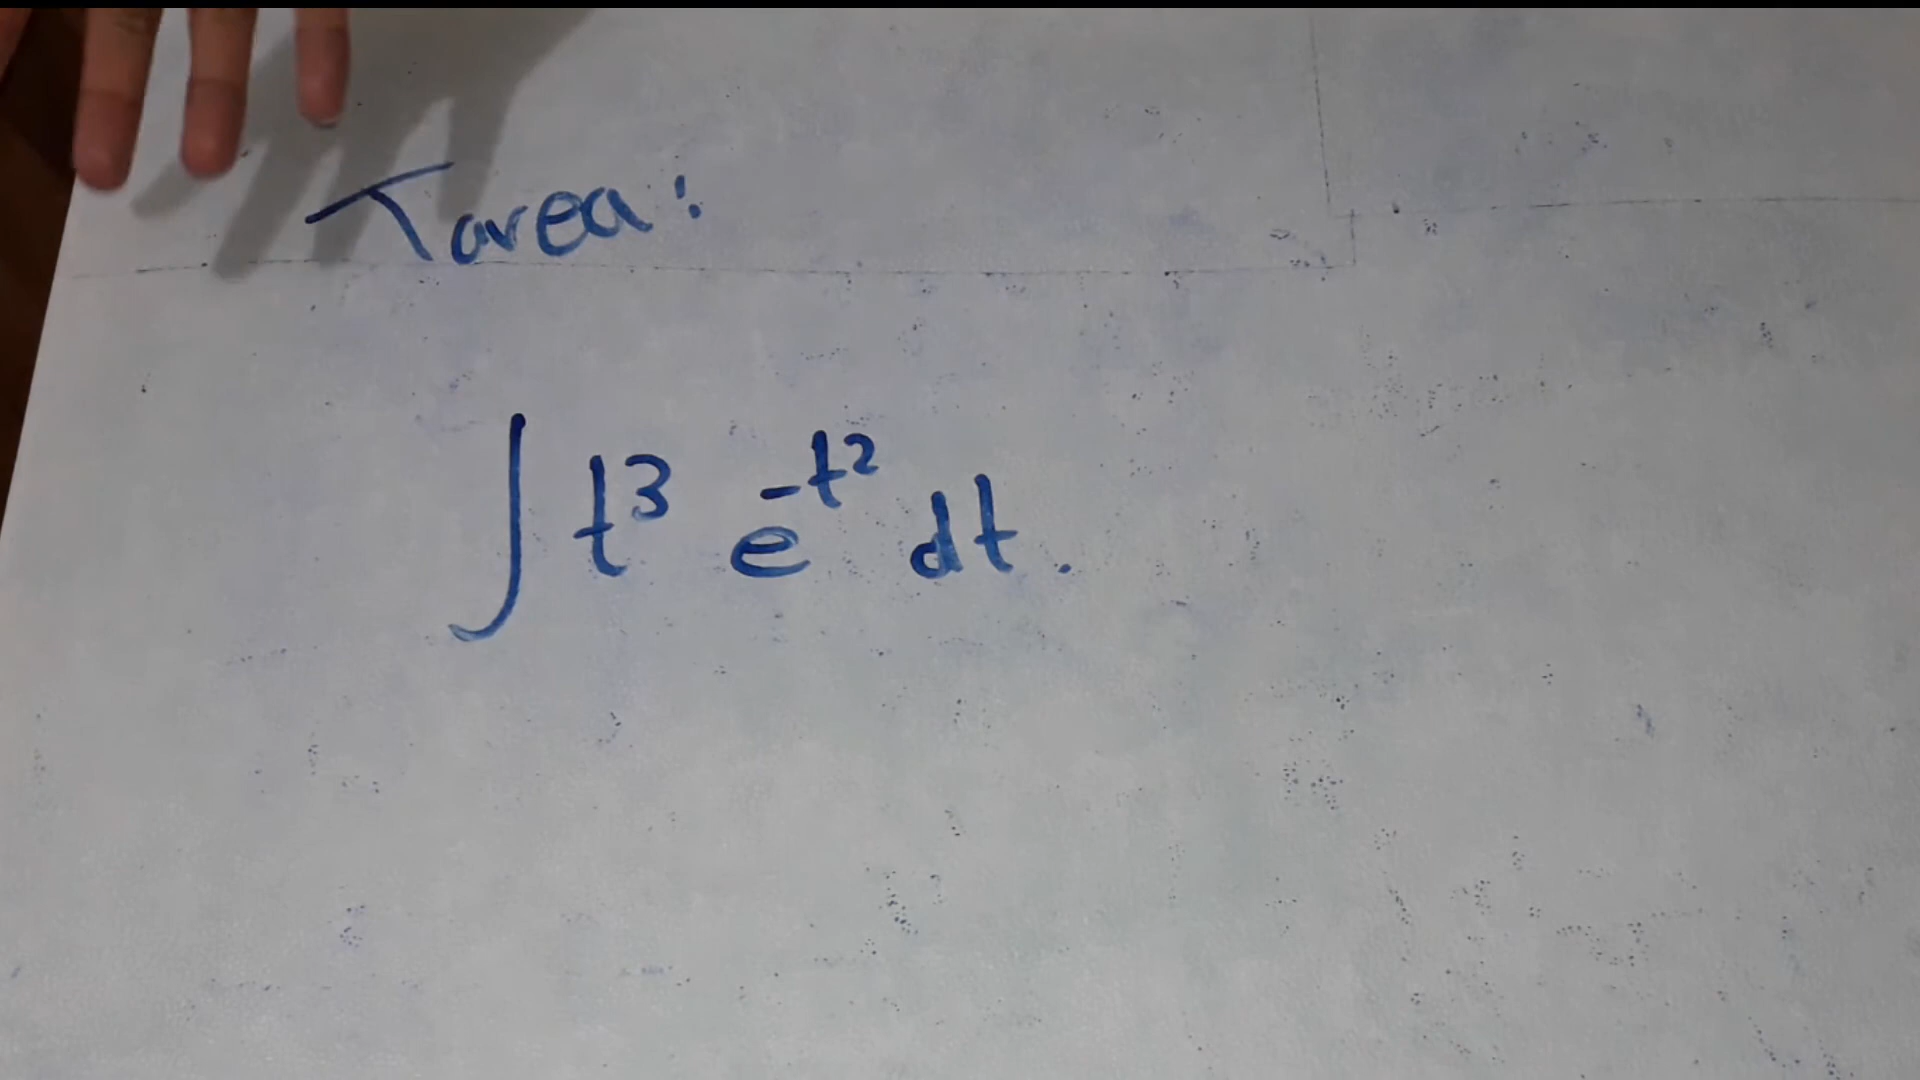 Tarea:
∫ t³ e^{-t²} dt.